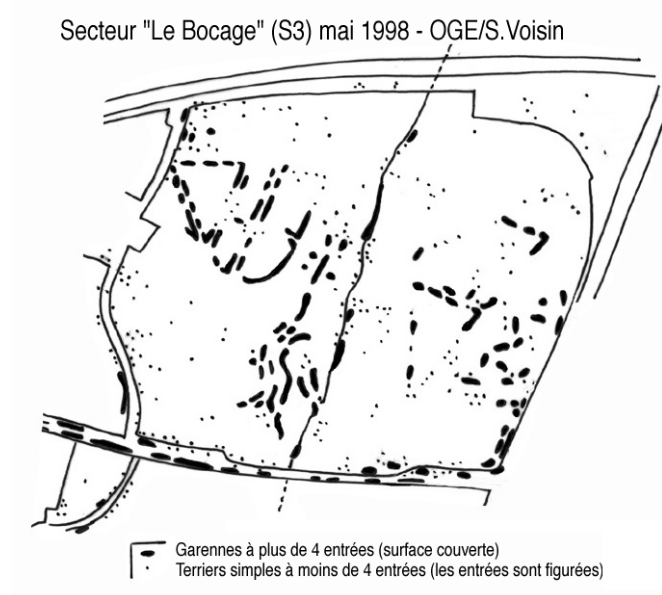 Secteur "Le Bocage" (S3) mai 1998 - OGE/S.Voisin
Garennes à plus de 4 entrées (surface couverte)
Terriers simples à moins de 4 entrées (les entrées sont figurées)